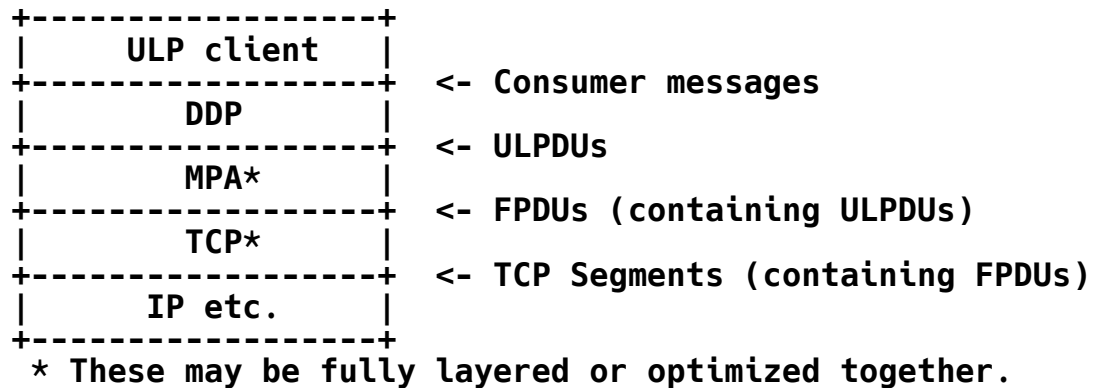 +------------------+
|     ULP client   |
+------------------+  <- Consumer messages
|        DDP       |
+------------------+  <- ULPDUs
|        MPA*      |
+------------------+  <- FPDUs (containing ULPDUs)
|        TCP*      |
+------------------+  <- TCP Segments (containing FPDUs)
|      IP etc.     |
+------------------+
 * These may be fully layered or optimized together.